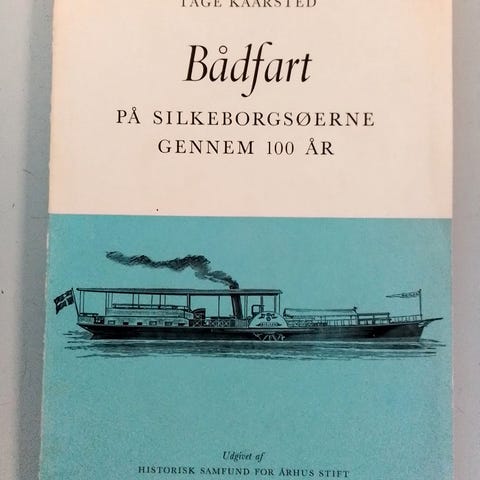 TAGE KAARSTED
Bådfart
PÅ SILKEBORGSØERNE
GENNEM 100 ÅR
Udgivet af
HISTORISK SAMFUND FOR ÅRHUS STIFT